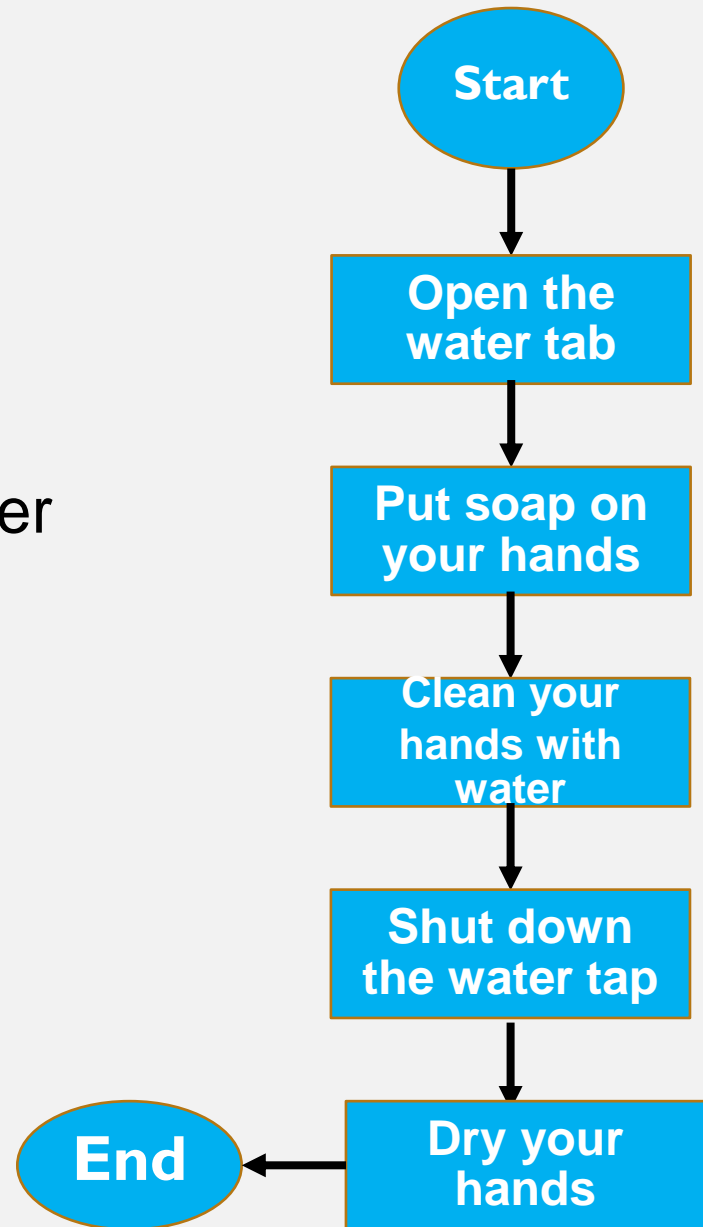 Start
Open the
water tab
Put soap on
your hands
Clean your
hands with
water
Shut down
the water tap
Dry your
hands
End
er